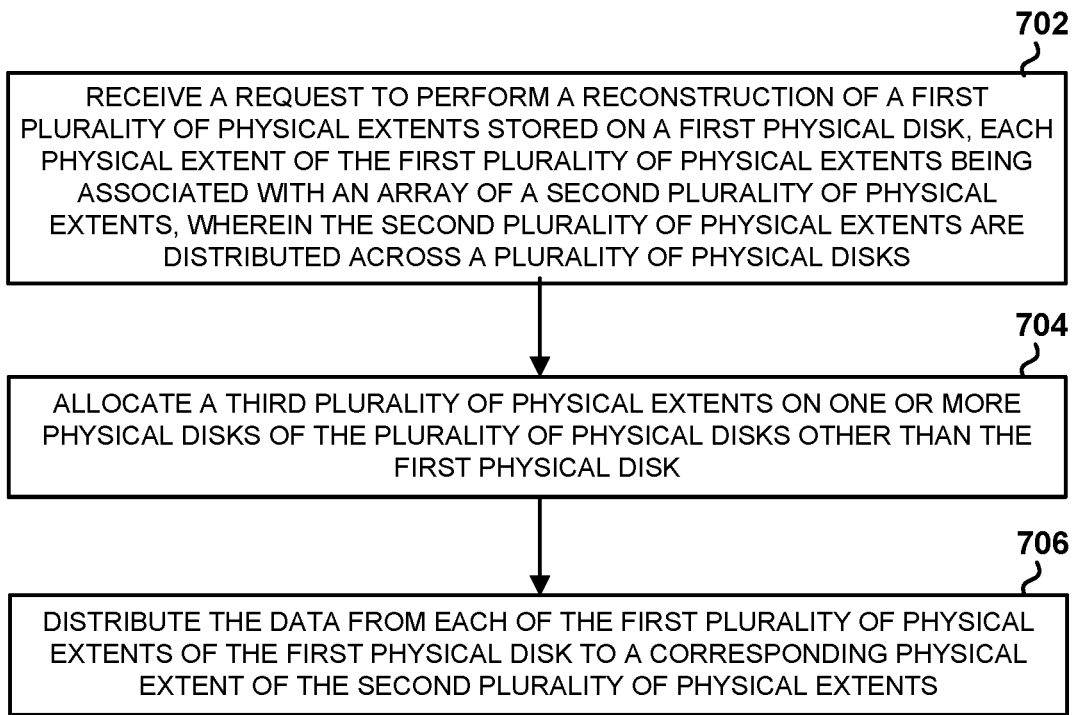 702
RECEIVE A REQUEST TO PERFORM A RECONSTRUCTION OF A FIRST
PLURALITY OF PHYSICAL EXTENTS STORED ON A FIRST PHYSICAL DISK, EACH
PHYSICAL EXTENT OF THE FIRST PLURALITY OF PHYSICAL EXTENTS BEING
ASSOCIATED WITH AN ARRAY OF A SECOND PLURALITY OF PHYSICAL
EXTENTS, WHEREIN THE SECOND PLURALITY OF PHYSICAL EXTENTS ARE
DISTRIBUTED ACROSS A PLURALITY OF PHYSICAL DISKS
704
ALLOCATE A THIRD PLURALITY OF PHYSICAL EXTENTS ON ONE OR MORE
PHYSICAL DISKS OF THE PLURALITY OF PHYSICAL DISKS OTHER THAN THE
FIRST PHYSICAL DISK
706
DISTRIBUTE THE DATA FROM EACH OF THE FIRST PLURALITY OF PHYSICAL
EXTENTS OF THE FIRST PHYSICAL DISK TO A CORRESPONDING PHYSICAL
EXTENT OF THE SECOND PLURALITY OF PHYSICAL EXTENTS